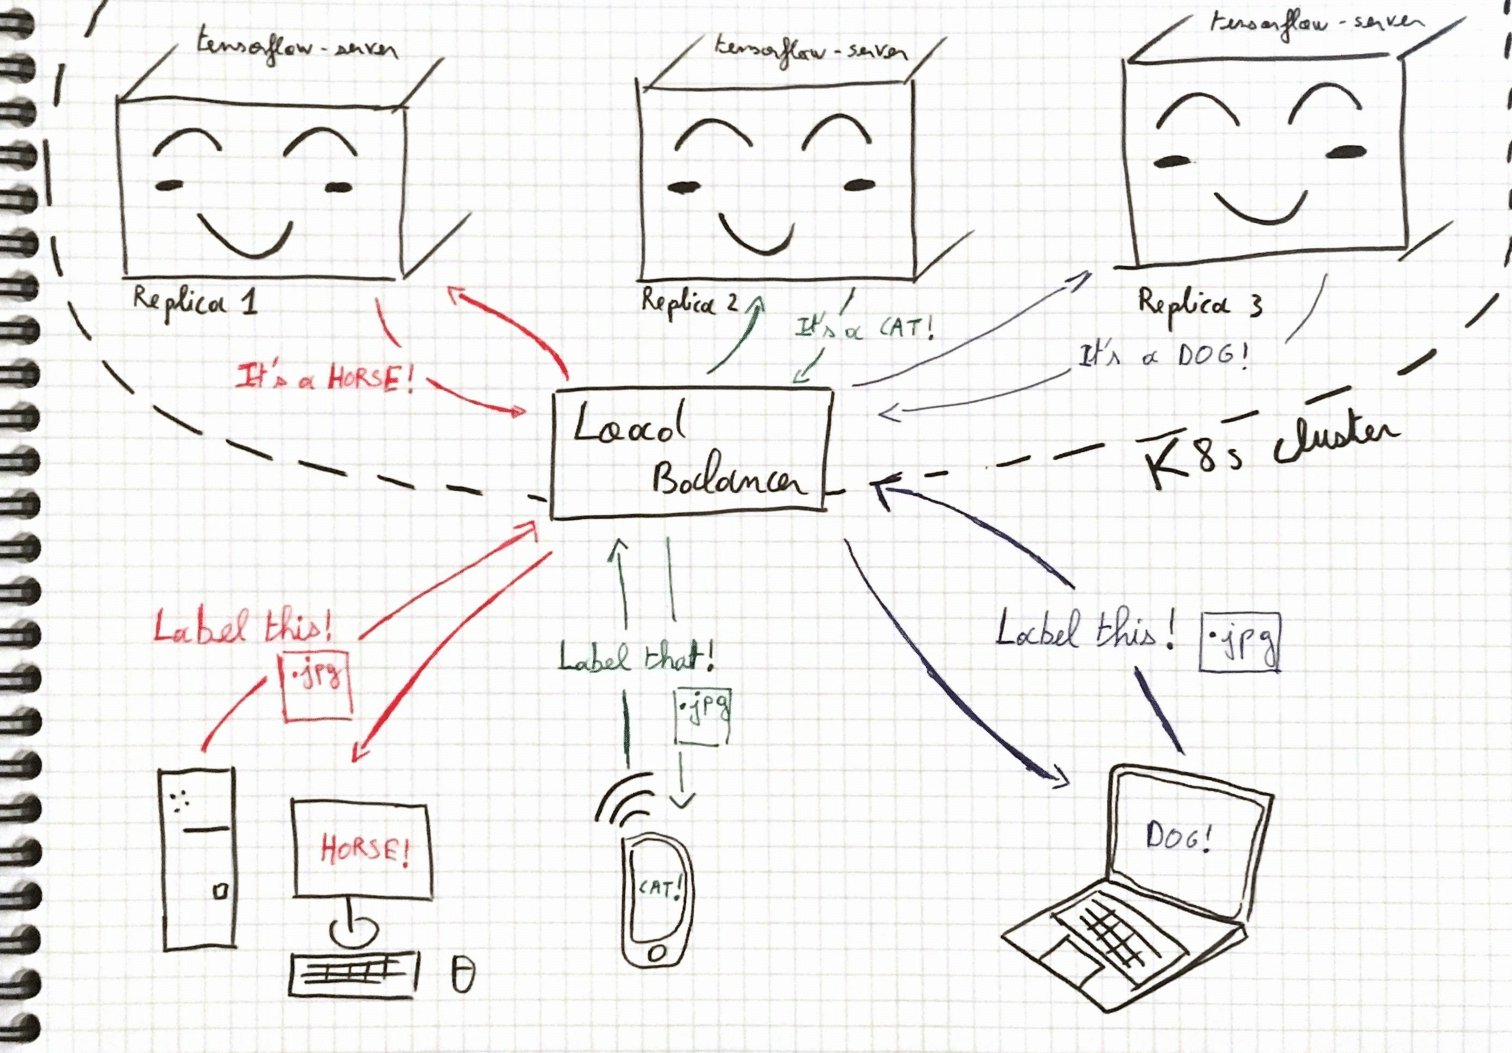 tensorflow-server
tensorflow-server
tensorflow-server
Replica 1
Replica 2
Replica 3
It's a HORSE!
It's a CAT!
It's a DOG!
Load
Balancer
K8s cluster
Label this!
.jpg
Label that!
.jpg
Label this!
.jpg
HORSE!
CAT!
DOG!